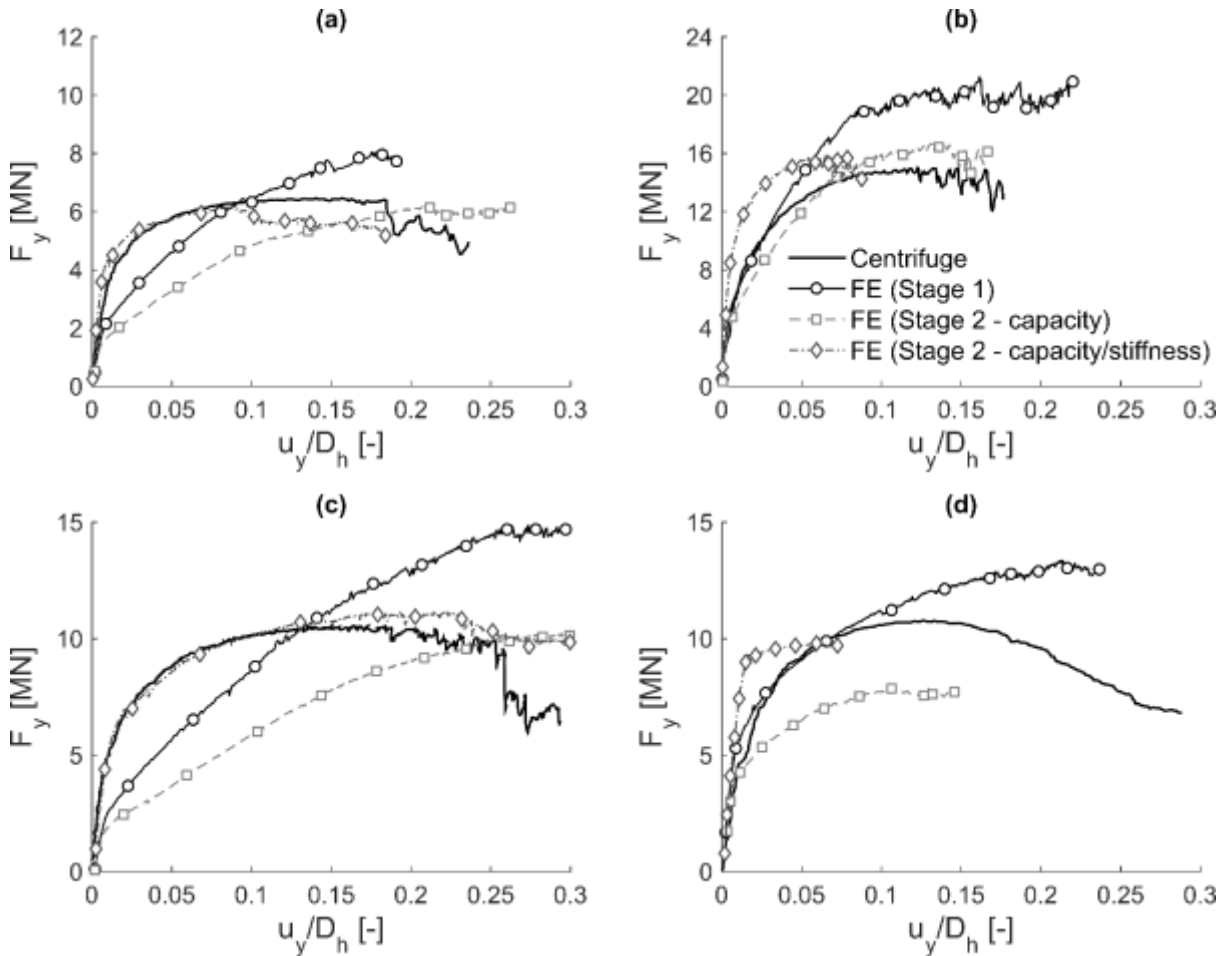 (a)
12
10
8
6
4
2
0
F_y [MN]
0 0.05 0.1 0.15 0.2 0.25 0.3
u_y/D_h [-]
(b)
24
20
16
12
8
4
0
F_y [MN]
Centrifuge
FE (Stage 1)
FE (Stage 2 - capacity)
FE (Stage 2 - capacity/stiffness)
0 0.05 0.1 0.15 0.2 0.25 0.3
u_y/D_h [-]
(c)
15
10
5
0
F_y [MN]
0 0.05 0.1 0.15 0.2 0.25 0.3
u_y/D_h [-]
(d)
15
10
5
0
F_y [MN]
0 0.05 0.1 0.15 0.2 0.25 0.3
u_y/D_h [-]